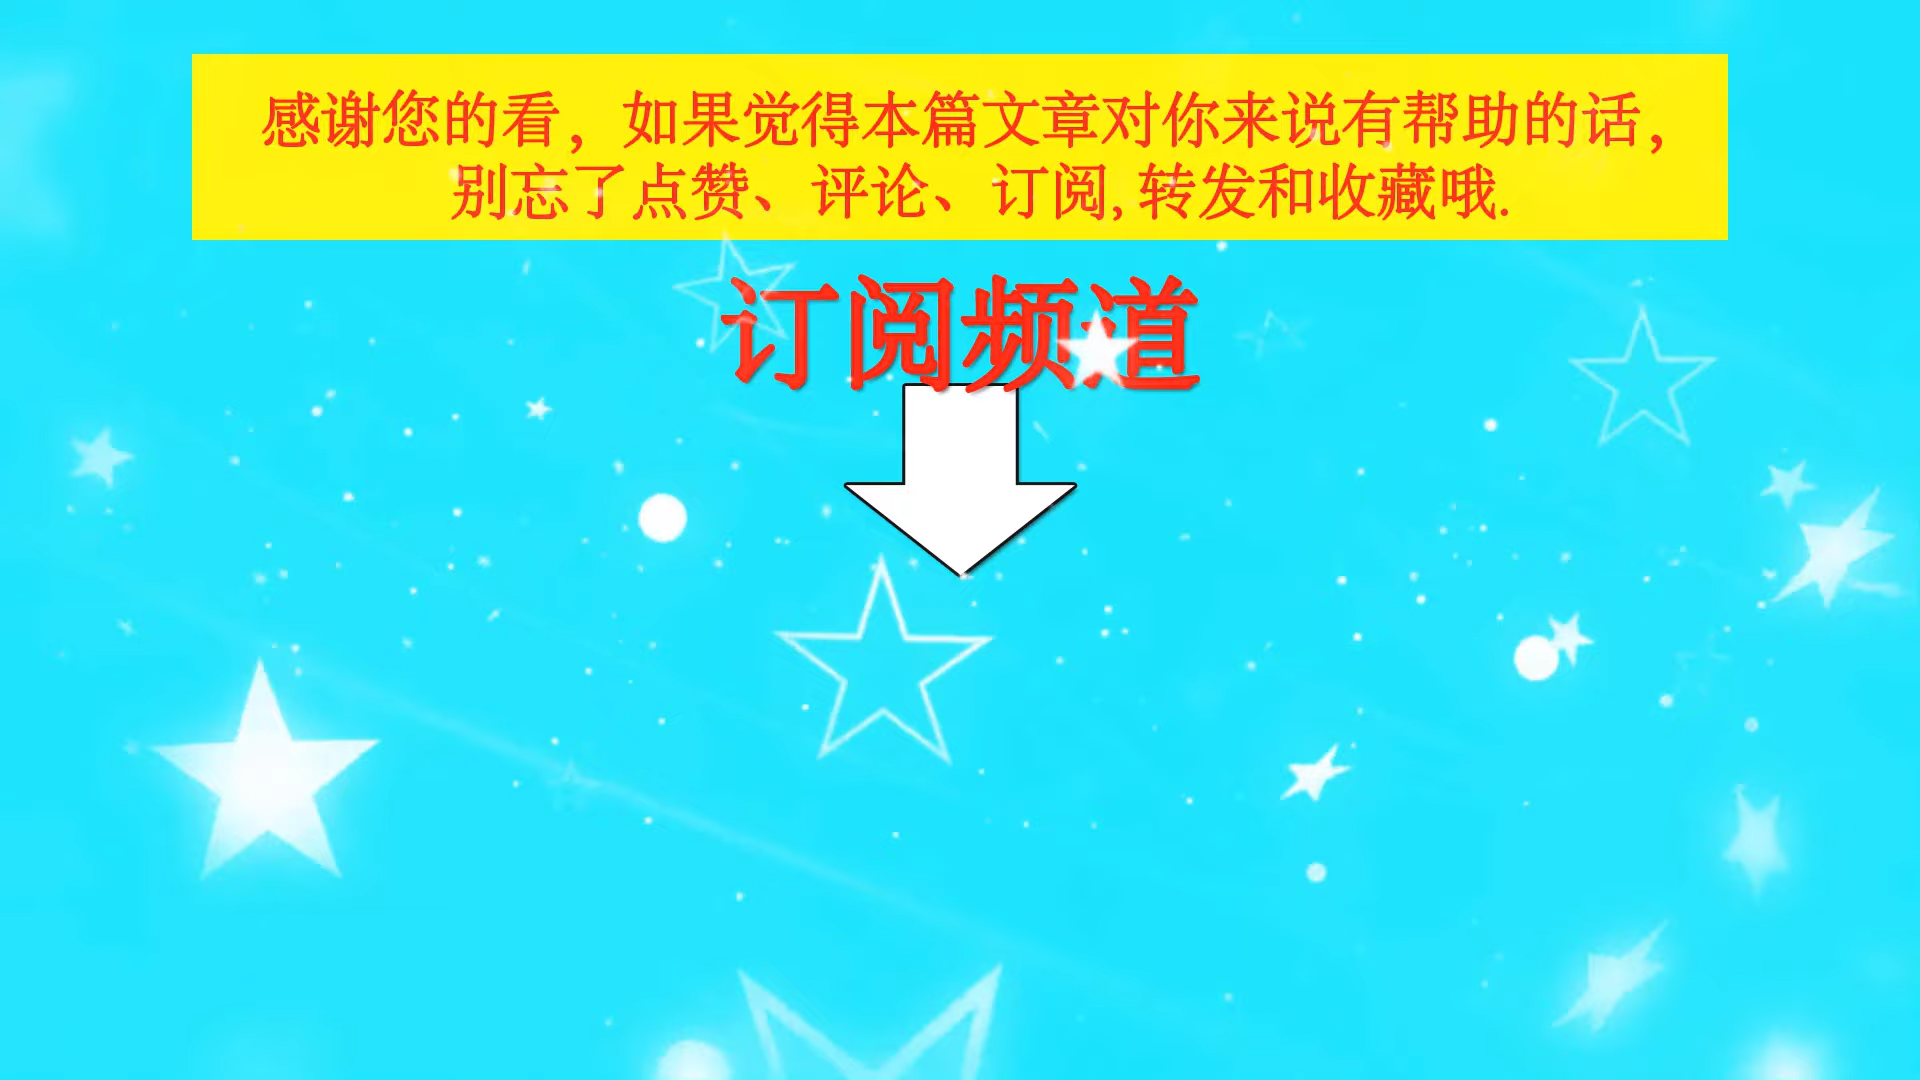 感谢您的看，如果觉得本篇文章对你来说有帮助的话，
别忘了点赞、评论、订阅,转发和收藏哦.
订阅频道